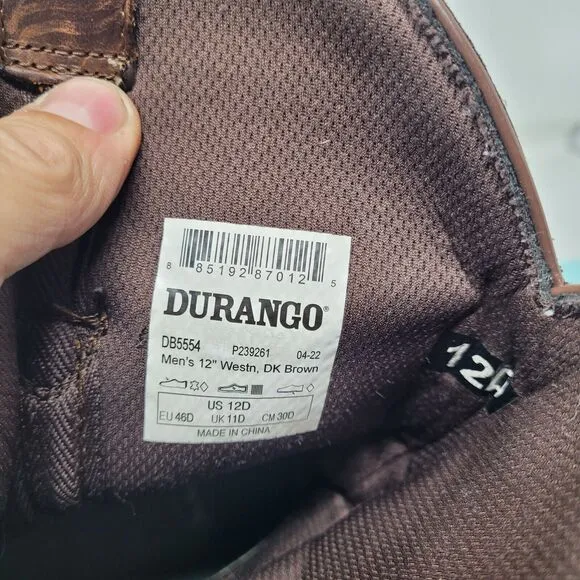 8 85192 87012 5
DURANGO®
DB5554 P239261 04-22
Men's 12" Westn, DK Brown
US 12D
EU 46D UK 11D CM 30D
MADE IN CHINA